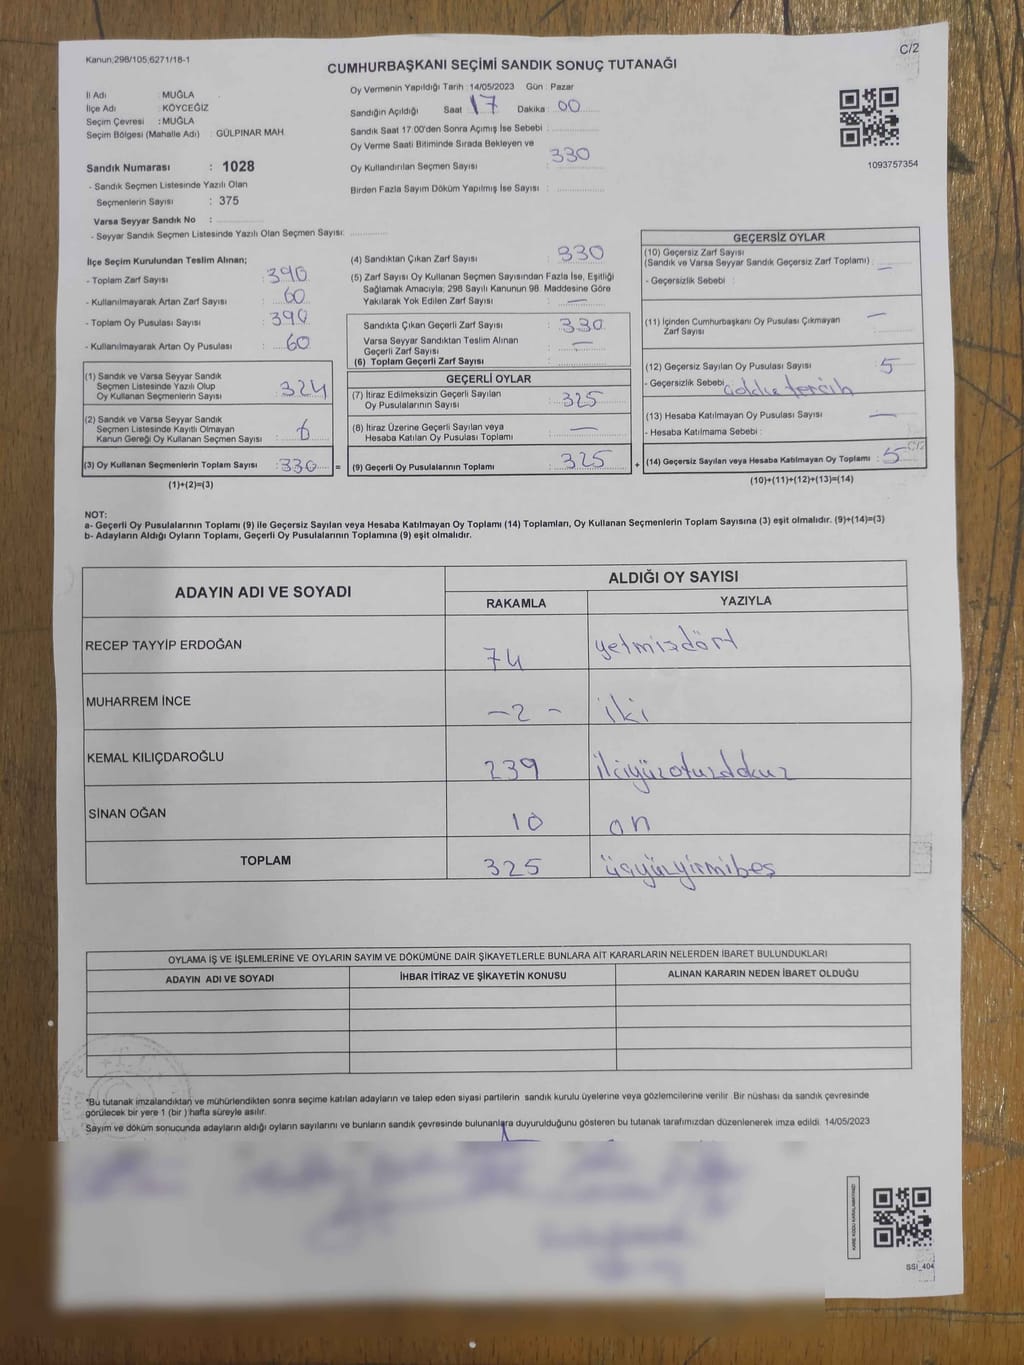 Kanun;298/105,6271/18-1
C/2
CUMHURBAŞKANI SEÇİMİ SANDIK SONUÇ TUTANAĞI
İl Adı : MUĞLA
İlçe Adı : KÖYCEĞİZ
Seçim Çevresi : MUĞLA
Seçim Bölgesi (Mahalle Adı) : GÜLPINAR MAH
Sandık Numarası : 1028
- Sandık Seçmen Listesinde Yazılı Olan
Seçmenlerin Sayısı : 375
Varsa Seyyar Sandık No :
- Seyyar Sandık Seçmen Listesinde Yazılı Olan Seçmen Sayısı:
Oy Vermenin Yapıldığı Tarih : 14/05/2023 Gün : Pazar
Sandığın Açıldığı Saat 17 Dakika : 00
Sandık Saat 17:00'den Sonra Açımış İse Sebebi :
Oy Verme Saati Bitiminde Sırada Bekleyen ve
Oy Kullandırılan Seçmen Sayısı : 330
Birden Fazla Sayım Döküm Yapılmış İse Sayısı :
1093757354
İlçe Seçim Kurulundan Teslim Alınan;
- Toplam Zarf Sayısı : 390
- Kullanılmayarak Artan Zarf Sayısı : 60
- Toplam Oy Pusulası Sayısı : 390
- Kullanılmayarak Artan Oy Pusulası : 60
(1) Sandık ve Varsa Seyyar Sandık
Seçmen Listesinde Yazılı Olup
Oy Kullanan Seçmenlerin Sayısı : 324
(2) Sandık ve Varsa Seyyar Sandık
Seçmen Listesinde Kayıtlı Olmayan
Kanun Gereği Oy Kullanan Seçmen Sayısı : 6
(3) Oy Kullanan Seçmenlerin Toplam Sayısı : 330 =
(1)+(2)=(3)
(4) Sandıktan Çıkan Zarf Sayısı : 330
(5) Zarf Sayısı Oy Kullanan Seçmen Sayısından Fazla İse, Eşitliği
Sağlamak Amacıyla; 298 Sayılı Kanunun 98. Maddesine Göre
Yakılarak Yok Edilen Zarf Sayısı : —
Sandıkta Çıkan Geçerli Zarf Sayısı : 330
Varsa Seyyar Sandıktan Teslim Alınan
Geçerli Zarf Sayısı : —
(6) Toplam Geçerli Zarf Sayısı :
GEÇERLİ OYLAR
(7) İtiraz Edilmeksizin Geçerli Sayılan
Oy Pusulalarının Sayısı : 325
(8) İtiraz Üzerine Geçerli Sayılan veya
Hesaba Katılan Oy Pusulası Toplamı : —
(9) Geçerli Oy Pusulalarının Toplamı : 325 +
GEÇERSİZ OYLAR
(10) Geçersiz Zarf Sayısı
(Sandık ve Varsa Seyyar Sandık Geçersiz Zarf Toplamı) : —
- Geçersizlik Sebebi :
(11) İçinden Cumhurbaşkanı Oy Pusulası Çıkmayan
Zarf Sayısı : —
(12) Geçersiz Sayılan Oy Pusulası Sayısı : 5
- Geçersizlik Sebebi : tercih
(13) Hesaba Katılmayan Oy Pusulası Sayısı : —
- Hesaba Katılmama Sebebi :
(14) Geçersiz Sayılan veya Hesaba Katılmayan Oy Toplamı : 5 C/2
(10)+(11)+(12)+(13)=(14)
NOT:
a- Geçerli Oy Pusulalarının Toplamı (9) ile Geçersiz Sayılan veya Hesaba Katılmayan Oy Toplamı (14) Toplamları, Oy Kullanan Seçmenlerin Toplam Sayısına (3) eşit olmalıdır. (9)+(14)=(3)
b- Adayların Aldığı Oyların Toplamı, Geçerli Oy Pusulalarının Toplamına (9) eşit olmalıdır.
ADAYIN ADI VE SOYADI
ALDIĞI OY SAYISI
RAKAMLA YAZIYLA
RECEP TAYYİP ERDOĞAN 74 yetmişdört
MUHARREM İNCE -2- iki
KEMAL KILIÇDAROĞLU 239 ikiyüzotuzdokuz
SİNAN OĞAN 10 on
TOPLAM 325 üçyüzyirmibeş
OYLAMA İŞ VE İŞLEMLERİNE VE OYLARIN SAYIM VE DÖKÜMÜNE DAİR ŞİKAYETLERLE BUNLARA AİT KARARLARIN NELERDEN İBARET BULUNDUKLARI
ADAYIN ADI VE SOYADI İHBAR İTİRAZ VE ŞİKAYETİN KONUSU ALINAN KARARIN NEDEN İBARET OLDUĞU
*Bu tutanak imzalandıktan ve mühürlendikten sonra seçime katılan adayların ve talep eden siyasi partilerin sandık kurulu üyelerine veya gözlemcilerine verilir. Bir nüshası da sandık çevresinde
görülecek bir yere 1 (bir ) hafta süreyle asılır.
Sayım ve döküm sonucunda adayların aldığı oyların sayılarını ve bunların sandık çevresinde bulunanlara duyurulduğunu gösteren bu tutanak tarafımızdan düzenlenerek imza edildi. 14/05/2023
KARE KODU KARALAMAYINIZ!
SSI_404